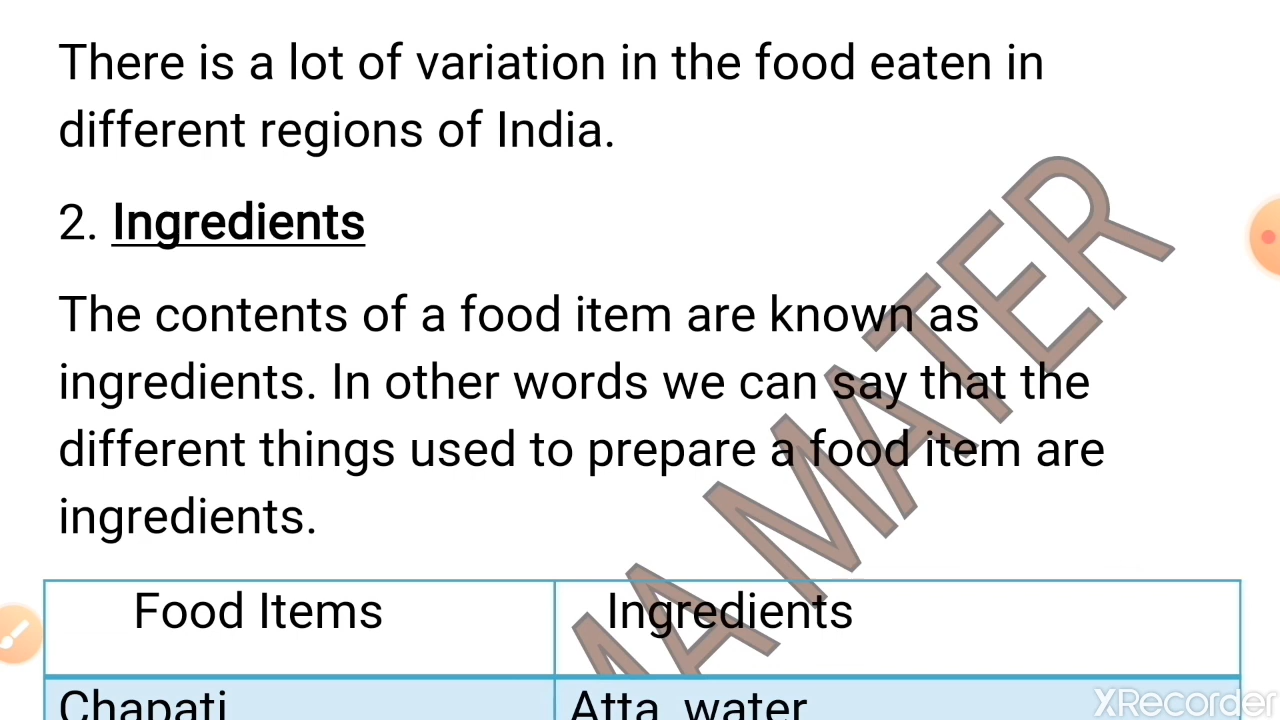 There is a lot of variation in the food eaten in
different regions of India.
2. Ingredients
The contents of a food item are known as
ingredients. In other words we can say that the
different things used to prepare a food item are
ingredients.
Food Items Ingredients
Chapati Atta, water
MA MATER
XRecorder